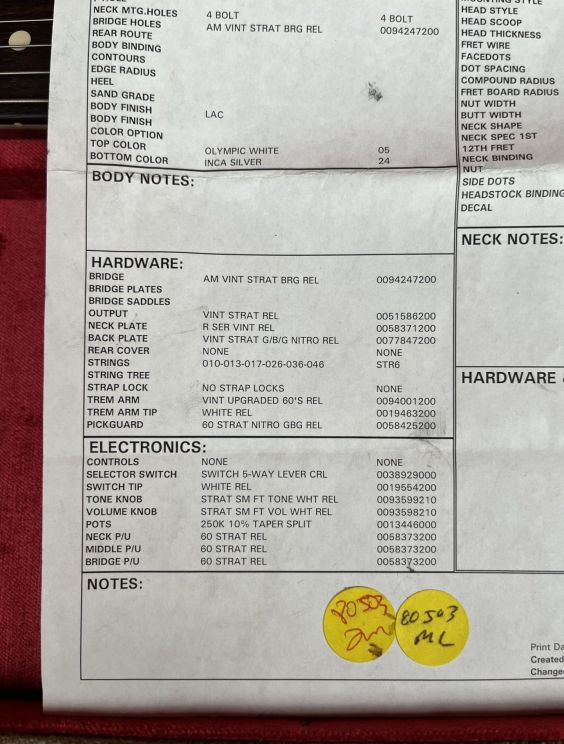 NECK MTG.HOLES 4 BOLT 4 BOLT
BRIDGE HOLES AM VINT STRAT BRG REL 0094247200
REAR ROUTE
BODY BINDING
CONTOURS
EDGE RADIUS
HEEL
SAND GRADE
BODY FINISH LAC
BODY FINISH
COLOR OPTION
TOP COLOR OLYMPIC WHITE 05
BOTTOM COLOR INCA SILVER 24
HEAD STYLE
HEAD SCOOP
HEAD THICKNESS
FRET WIRE
FACEDOTS
DOT SPACING
COMPOUND RADIUS
FRET BOARD RADIUS
NUT WIDTH
BUTT WIDTH
NECK SHAPE
NECK SPEC 1ST
12TH FRET
NECK BINDING
NUT
SIDE DOTS
HEADSTOCK BINDING
DECAL
BODY NOTES:
NECK NOTES:
HARDWARE:
BRIDGE AM VINT STRAT BRG REL 0094247200
BRIDGE PLATES
BRIDGE SADDLES
OUTPUT VINT STRAT REL 0051586200
NECK PLATE R SER VINT REL 0058371200
BACK PLATE VINT STRAT G/B/G NITRO REL 0077847200
REAR COVER NONE NONE
STRINGS 010-013-017-026-036-046 STR6
STRING TREE
STRAP LOCK NO STRAP LOCKS NONE
TREM ARM VINT UPGRADED 60'S REL 0094001200
TREM ARM TIP WHITE REL 0019463200
PICKGUARD 60 STRAT NITRO GBG REL 0058425200
HARDWARE
ELECTRONICS:
CONTROLS NONE NONE
SELECTOR SWITCH SWITCH 5-WAY LEVER CRL 0038929000
SWITCH TIP WHITE REL 0019554200
TONE KNOB STRAT SM FT TONE WHT REL 0093599210
VOLUME KNOB STRAT SM FT VOL WHT REL 0093598210
POTS 250K 10% TAPER SPLIT 0013446000
NECK P/U 60 STRAT REL 0058373200
MIDDLE P/U 60 STRAT REL 0058373200
BRIDGE P/U 60 STRAT REL 0058373200
NOTES:
80503
80503
ML
Print Da
Created
Change